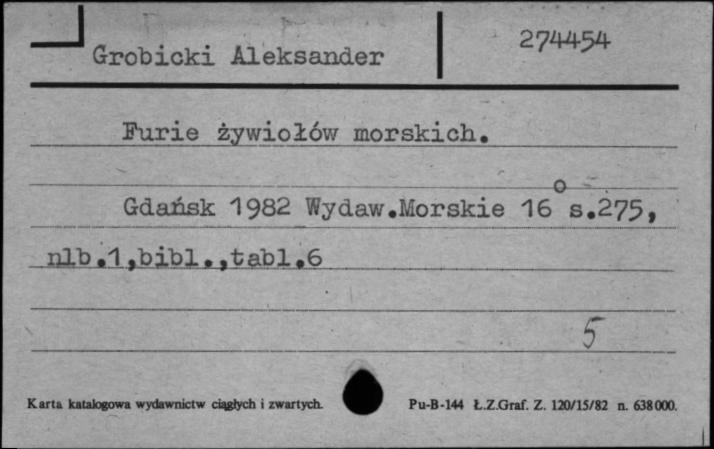 Grobicki Aleksander 274454
Furie żywiołów morskich.
Gdańsk 1982 Wydaw.Morskie 16° s.275,
nlb.1,bibl.,tabl.6
5
Karta katalogowa wydawnictw ciągłych i zwartych. Pu-B-144 Ł.Z.Graf. Z. 120/15/82 n. 638000.